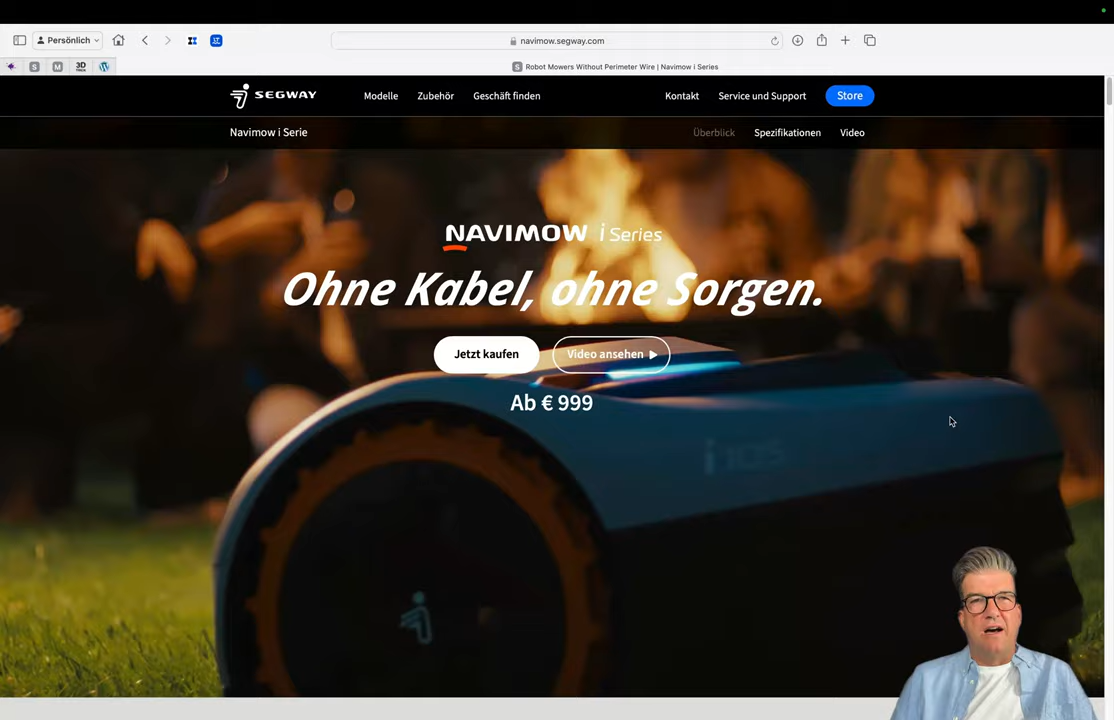 Persönlich
navimow.segway.com
S
M
3D
Robot Mowers Without Perimeter Wire | Navimow i Series
SEGWAY
Modelle
Zubehör
Geschäft finden
Kontakt
Service und Support
Store
Navimow i Serie
Überblick
Spezifikationen
Video
NAVIMOW i Series
Ohne Kabel, ohne Sorgen.
Jetzt kaufen
Video ansehen
Ab € 999
i105